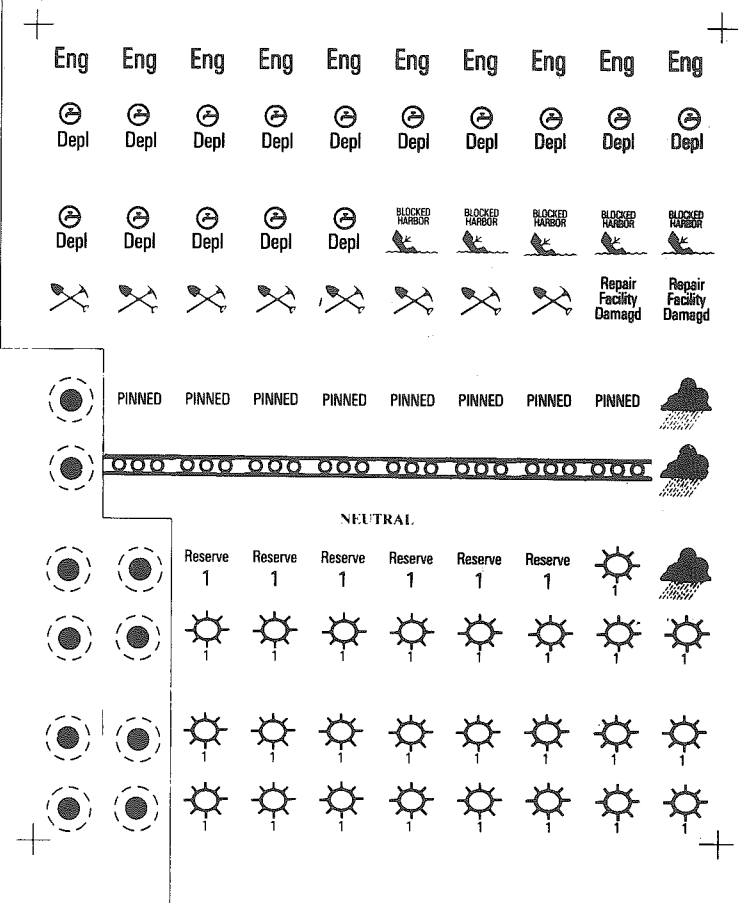 Eng Eng Eng Eng Eng Eng Eng Eng Eng Eng
Depl Depl Depl Depl Depl Depl Depl Depl Depl Depl
BLOCKED BLOCKED BLOCKED BLOCKED BLOCKED
HARBOR HARBOR HARBOR HARBOR HARBOR
Depl Depl Depl Depl Depl
Repair Repair
Facility Facility
Damagd Damagd
PINNED PINNED PINNED PINNED PINNED PINNED PINNED PINNED
NEUTRAL
Reserve Reserve Reserve Reserve Reserve Reserve
1 1 1 1 1 1 1
1 1 1 1 1 1 1 1
1 1 1 1 1 1 1 1
1 1 1 1 1 1 1 1